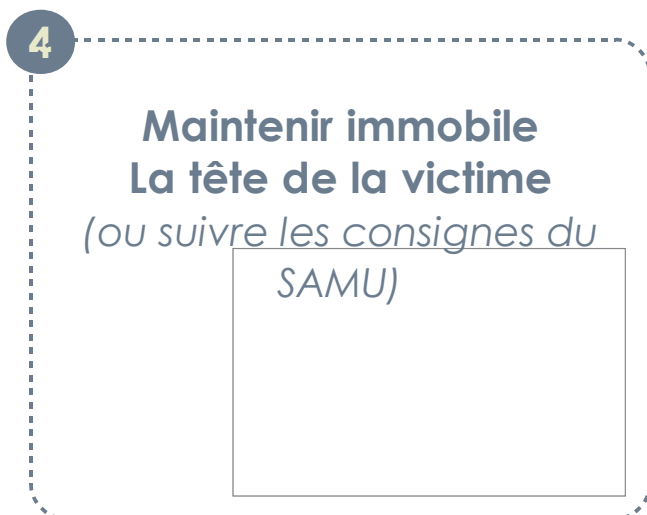 4
Maintenir immobile
La tête de la victime
(ou suivre les consignes du
SAMU)